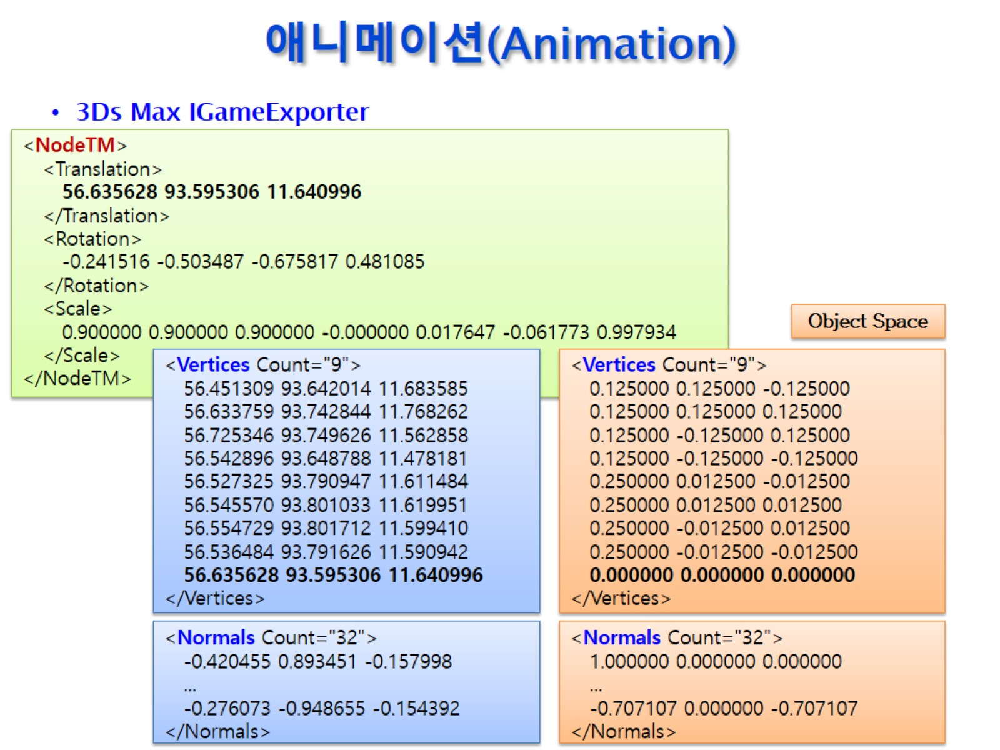 애니메이션(Animation)
• 3Ds Max IGameExporter
<NodeTM>
<Translation>
56.635628 93.595306 11.640996
</Translation>
<Rotation>
-0.241516 -0.503487 -0.675817 0.481085
</Rotation>
<Scale>
0.900000 0.900000 0.900000 -0.000000 0.017647 -0.061773 0.997934
</Scale>
</NodeTM>
<Vertices Count="9">
56.451309 93.642014 11.683585
56.633759 93.742844 11.768262
56.725346 93.749626 11.562858
56.542896 93.648788 11.478181
56.527325 93.790947 11.611484
56.545570 93.801033 11.619951
56.554729 93.801712 11.599410
56.536484 93.791626 11.590942
56.635628 93.595306 11.640996
</Vertices>
<Normals Count="32">
-0.420455 0.893451 -0.157998
...
-0.276073 -0.948655 -0.154392
</Normals>
Object Space
<Vertices Count="9">
0.125000 0.125000 -0.125000
0.125000 0.125000 0.125000
0.125000 -0.125000 0.125000
0.125000 -0.125000 -0.125000
0.250000 0.012500 -0.012500
0.250000 0.012500 0.012500
0.250000 -0.012500 0.012500
0.250000 -0.012500 -0.012500
0.000000 0.000000 0.000000
</Vertices>
<Normals Count="32">
1.000000 0.000000 0.000000
...
-0.707107 0.000000 -0.707107
</Normals>